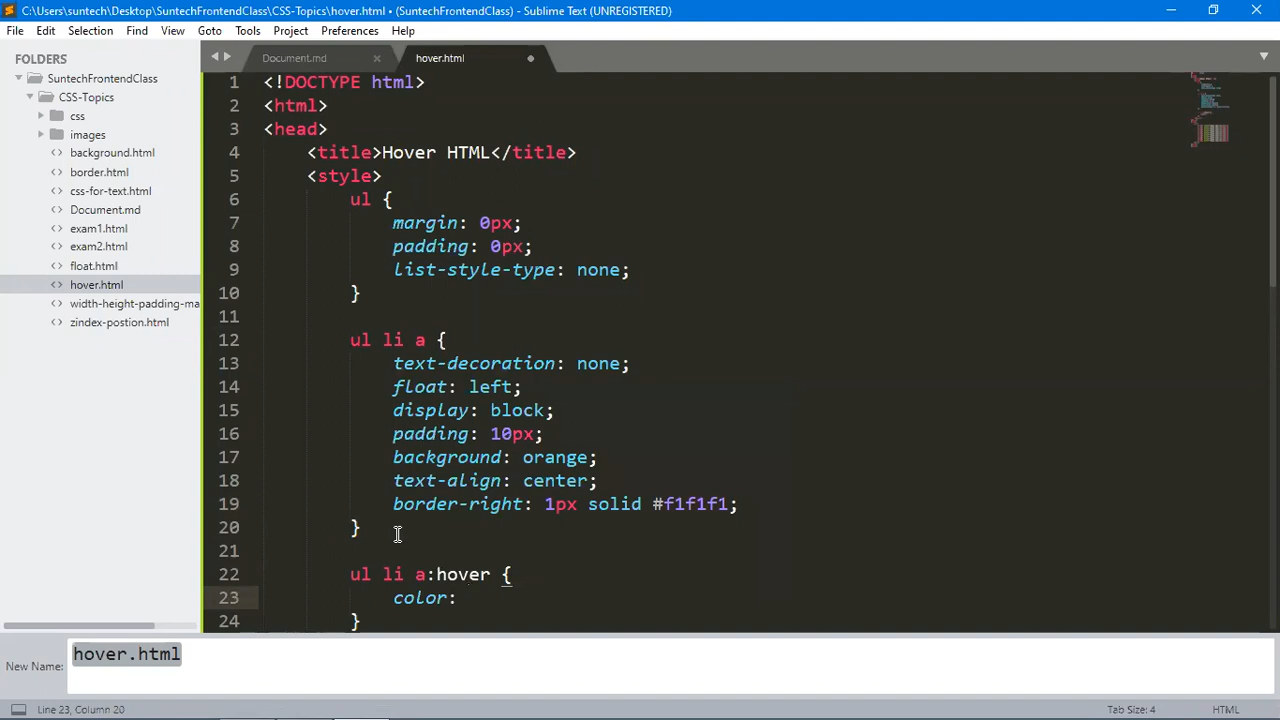 C:\Users\suntech\Desktop\SuntechFrontendClass\CSS-Topics\hover.html • (SuntechFrontendClass) - Sublime Text (UNREGISTERED)
File Edit Selection Find View Goto Tools Project Preferences Help
FOLDERS
SuntechFrontendClass
CSS-Topics
css
images
background.html
border.html
css-for-text.html
Document.md
exam1.html
exam2.html
float.html
hover.html
width-height-padding-ma
zindex-postion.html
Document.md hover.html
1 <!DOCTYPE html>
2 <html>
3 <head>
4 <title>Hover HTML</title>
5 <style>
6 ul {
7 margin: 0px;
8 padding: 0px;
9 list-style-type: none;
10 }
11
12 ul li a {
13 text-decoration: none;
14 float: left;
15 display: block;
16 padding: 10px;
17 background: orange;
18 text-align: center;
19 border-right: 1px solid #f1f1f1;
20 }
21
22 ul li a:hover {
23 color:
24 }
New Name: hover.html
Line 23, Column 20 Tab Size: 4 HTML